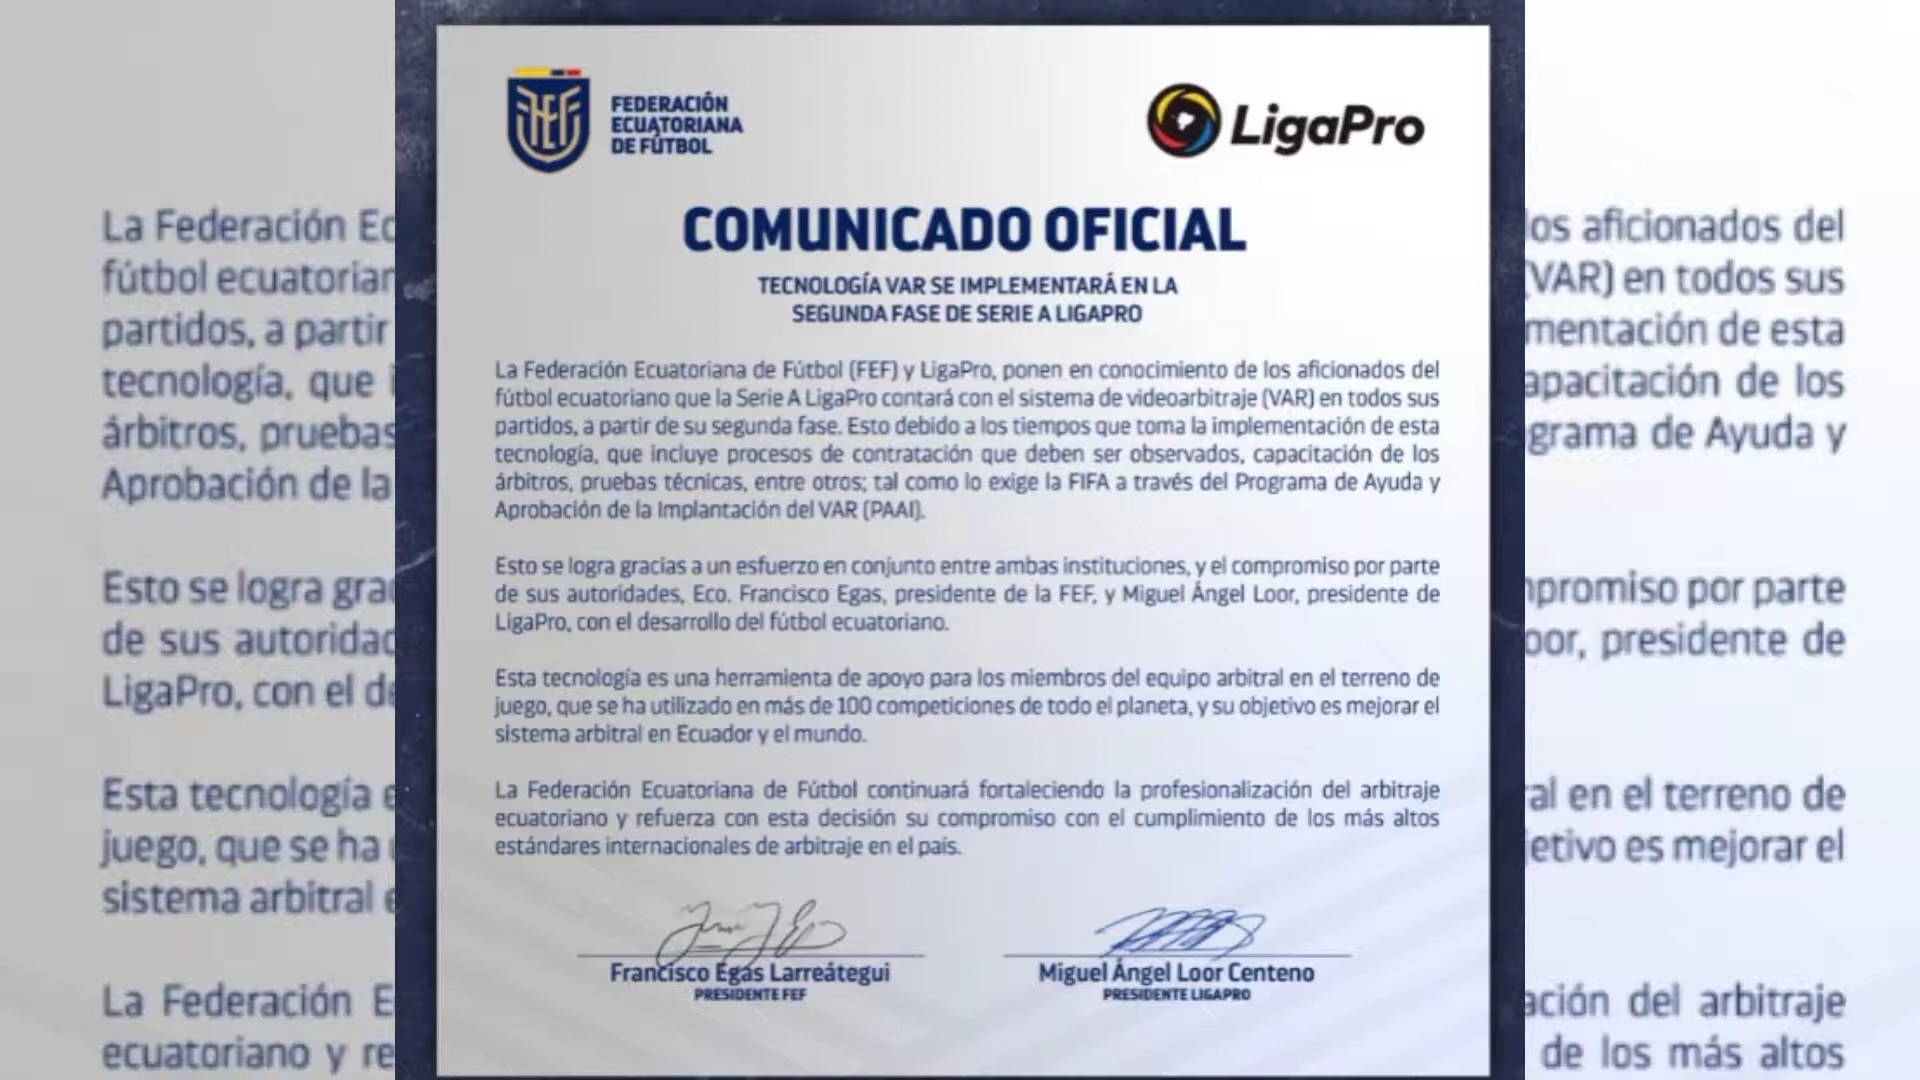 FEDERACIÓN
ECUATORIANA
DE FÚTBOL
LigaPro
COMUNICADO OFICIAL
TECNOLOGÍA VAR SE IMPLEMENTARÁ EN LA
SEGUNDA FASE DE SERIE A LIGAPRO
La Federación Ecuatoriana de Fútbol (FEF) y LigaPro, ponen en conocimiento de los aficionados del
fútbol ecuatoriano que la Serie A LigaPro contará con el sistema de videoarbitraje (VAR) en todos sus
partidos, a partir de su segunda fase. Esto debido a los tiempos que toma la implementación de esta
tecnología, que incluye procesos de contratación que deben ser observados, capacitación de los
árbitros, pruebas técnicas, entre otros; tal como lo exige la FIFA a través del Programa de Ayuda y
Aprobación de la Implantación del VAR (PAAI).
Esto se logra gracias a un esfuerzo en conjunto entre ambas instituciones, y el compromiso por parte
de sus autoridades, Eco. Francisco Egas, presidente de la FEF, y Miguel Ángel Loor, presidente de
LigaPro, con el desarrollo del fútbol ecuatoriano.
Esta tecnología es una herramienta de apoyo para los miembros del equipo arbitral en el terreno de
juego, que se ha utilizado en más de 100 competiciones de todo el planeta, y su objetivo es mejorar el
sistema arbitral en Ecuador y el mundo.
La Federación Ecuatoriana de Fútbol continuará fortaleciendo la profesionalización del arbitraje
ecuatoriano y refuerza con esta decisión su compromiso con el cumplimiento de los más altos
estándares internacionales de arbitraje en el país.
Francisco Egas Larreátegui
PRESIDENTE FEF
Miguel Ángel Loor Centeno
PRESIDENTE LIGAPRO
La Federación Ec
fútbol ecuatorian
partidos, a partir
tecnología, que
árbitros, pruebas
Aprobación de la
Esto se logra gra
de sus autoridad
LigaPro, con el de
Esta tecnología e
juego, que se ha
sistema arbitral e
La Federación E
ecuatoriano y re
los aficionados del
(VAR) en todos sus
mentación de esta
apacitación de los
grama de Ayuda y
mpromiso por parte
oor, presidente de
al en el terreno de
jetivo es mejorar el
ación del arbitraje
de los más altos